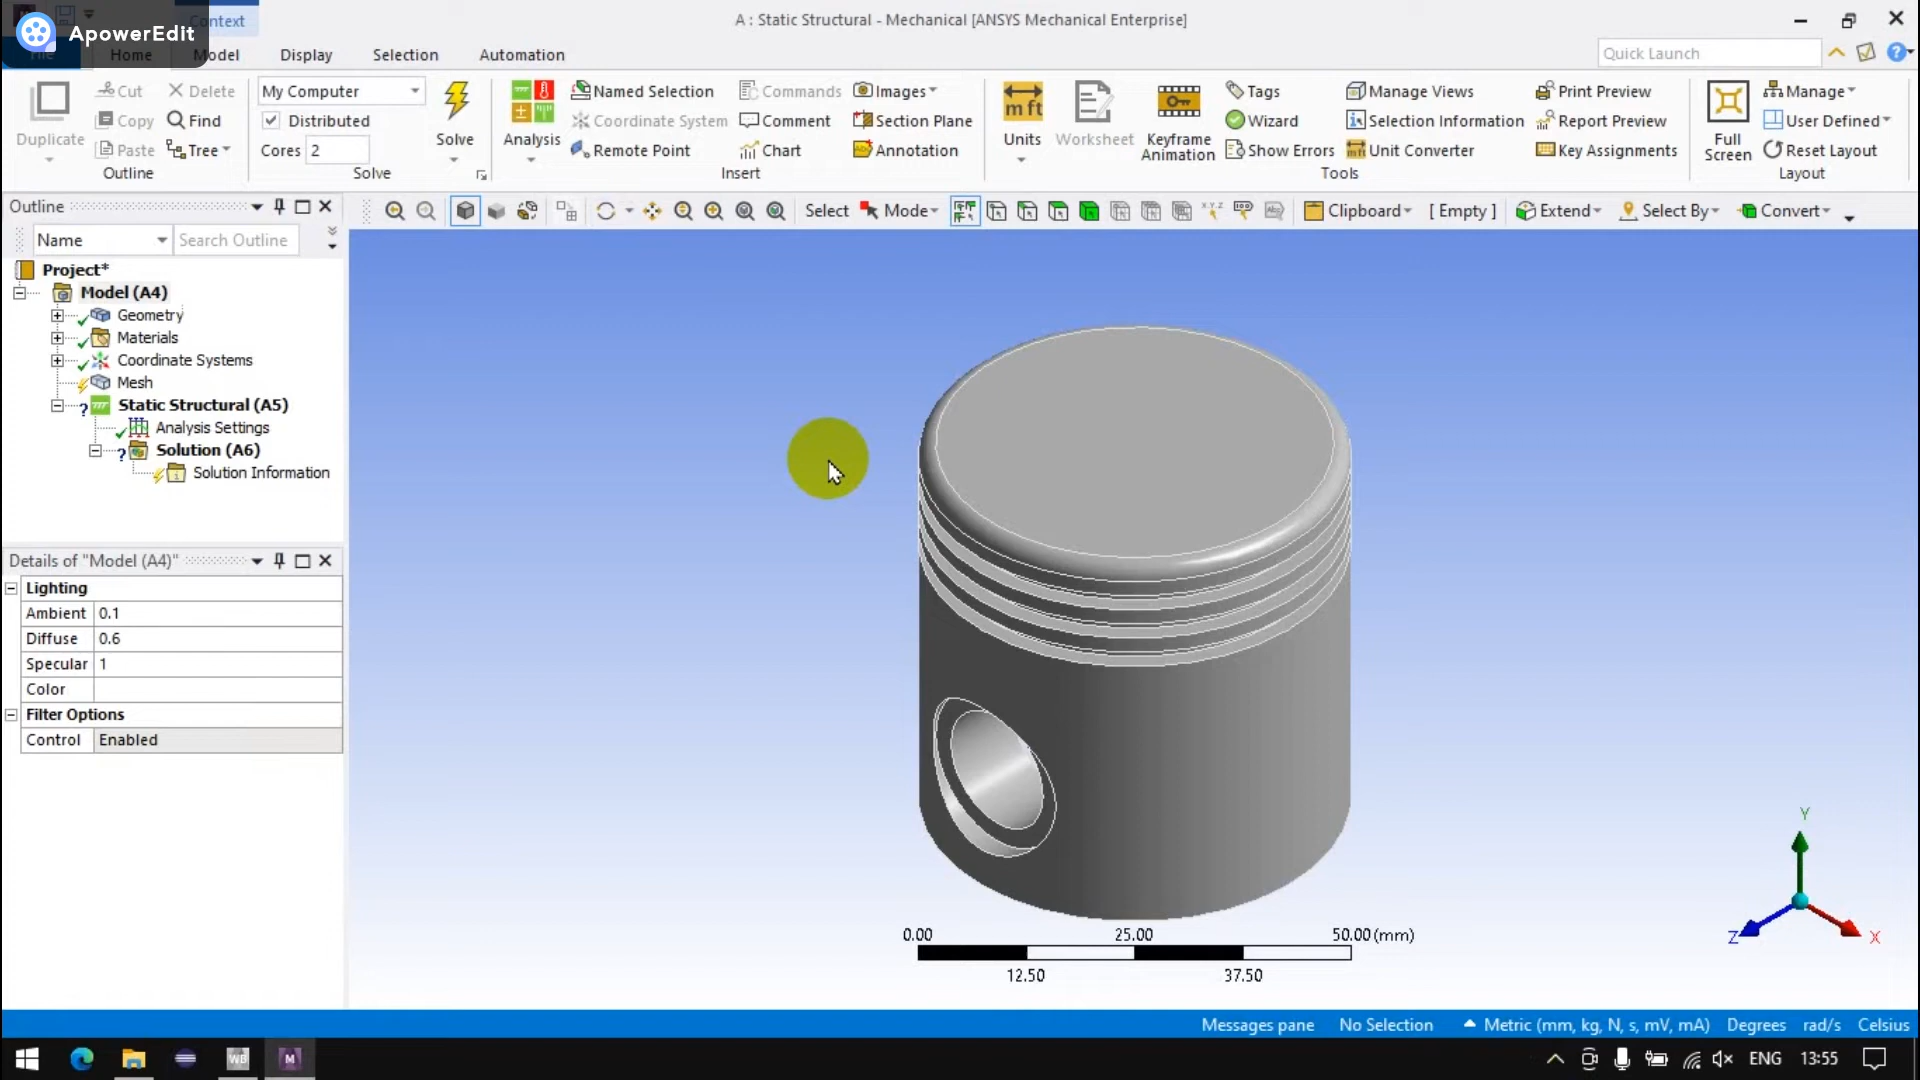 ApowerEdit
Context
A : Static Structural - Mechanical [ANSYS Mechanical Enterprise]
File Home Model Display Selection Automation
Quick Launch
Duplicate
Cut
Copy
Paste
Delete
Find
Tree
Outline
My Computer
Distributed
Cores 2
Solve
Solve
Analysis
Named Selection
Coordinate System
Remote Point
Commands
Comment
Chart
Images
Section Plane
Annotation
Insert
Units
Worksheet
Keyframe
Animation
Tags
Wizard
Show Errors
Manage Views
Selection Information
Unit Converter
Print Preview
Report Preview
Key Assignments
Tools
Full
Screen
Manage
User Defined
Reset Layout
Layout
Outline
Name
Search Outline
Select Mode Clipboard [ Empty ] Extend Select By Convert
Project*
Model (A4)
Geometry
Materials
Coordinate Systems
Mesh
Static Structural (A5)
Analysis Settings
Solution (A6)
Solution Information
Details of "Model (A4)"
Lighting
Ambient 0.1
Diffuse 0.6
Specular 1
Color
Filter Options
Control Enabled
0.00 25.00 50.00 (mm)
12.50 37.50
Y
Z
X
Messages pane No Selection Metric (mm, kg, N, s, mV, mA) Degrees rad/s Celsius
WB
M
ENG 13:55